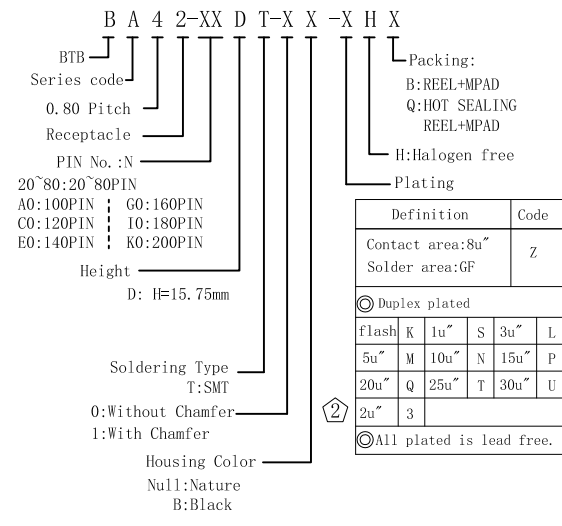 B A 4 2-XX D T-X X -X H X
BTB
Series code
0.80 Pitch
Receptacle
PIN No.:N
20~80:20~80PIN
A0:100PIN ¦ G0:160PIN
C0:120PIN ¦ I0:180PIN
E0:140PIN ¦ K0:200PIN
Height
D: H=15.75mm
Soldering Type
T:SMT
0:Without Chamfer
1:With Chamfer
Housing Color
Null:Nature
B:Black
Packing:
B:REEL+MPAD
Q:HOT SEALING
REEL+MPAD
H:Halogen free
Plating
Definition Code
Contact area:8u" Z
Solder area:GF
◎ Duplex plated
flash K 1u" S 3u" L
5u" M 10u" N 15u" P
20u" Q 25u" T 30u" U
2 2u" 3
◎All plated is lead free.